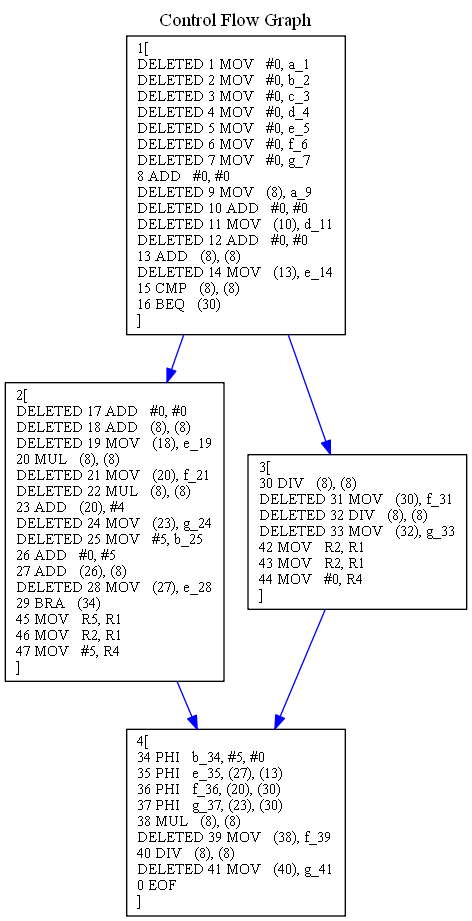 Control Flow Graph
1[
DELETED 1 MOV #0, a_1
DELETED 2 MOV #0, b_2
DELETED 3 MOV #0, c_3
DELETED 4 MOV #0, d_4
DELETED 5 MOV #0, e_5
DELETED 6 MOV #0, f_6
DELETED 7 MOV #0, g_7
8 ADD #0, #0
DELETED 9 MOV (8), a_9
DELETED 10 ADD #0, #0
DELETED 11 MOV (10), d_11
DELETED 12 ADD #0, #0
13 ADD (8), (8)
DELETED 14 MOV (13), e_14
15 CMP (8), (8)
16 BEQ (30)
]
2[
DELETED 17 ADD #0, #0
DELETED 18 ADD (8), (8)
DELETED 19 MOV (18), e_19
20 MUL (8), (8)
DELETED 21 MOV (20), f_21
DELETED 22 MUL (8), (8)
23 ADD (20), #4
DELETED 24 MOV (23), g_24
DELETED 25 MOV #5, b_25
26 ADD #0, #5
27 ADD (26), (8)
DELETED 28 MOV (27), e_28
29 BRA (34)
45 MOV R5, R1
46 MOV R2, R1
47 MOV #5, R4
]
3[
30 DIV (8), (8)
DELETED 31 MOV (30), f_31
DELETED 32 DIV (8), (8)
DELETED 33 MOV (32), g_33
42 MOV R2, R1
43 MOV R2, R1
44 MOV #0, R4
]
4[
34 PHI b_34, #5, #0
35 PHI e_35, (27), (13)
36 PHI f_36, (20), (30)
37 PHI g_37, (23), (30)
38 MUL (8), (8)
DELETED 39 MOV (38), f_39
40 DIV (8), (8)
DELETED 41 MOV (40), g_41
0 EOF
]